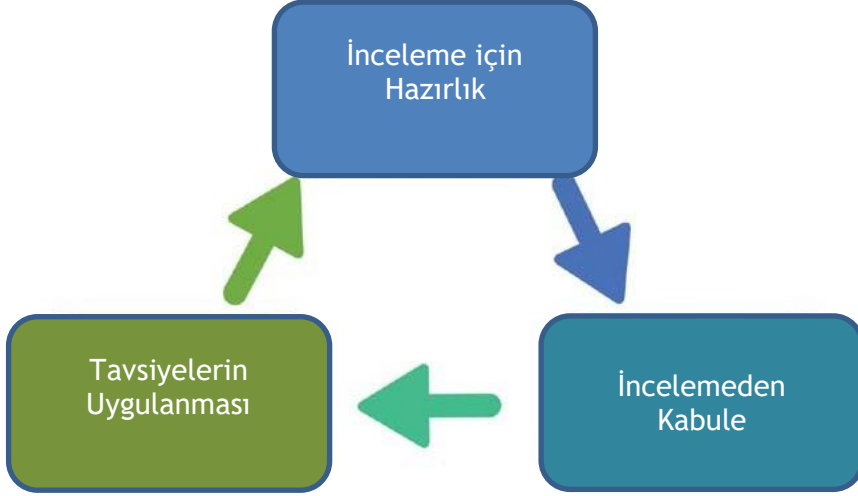 İnceleme için
Hazırlık
Tavsiyelerin
Uygulanması
İncelemeden
Kabule